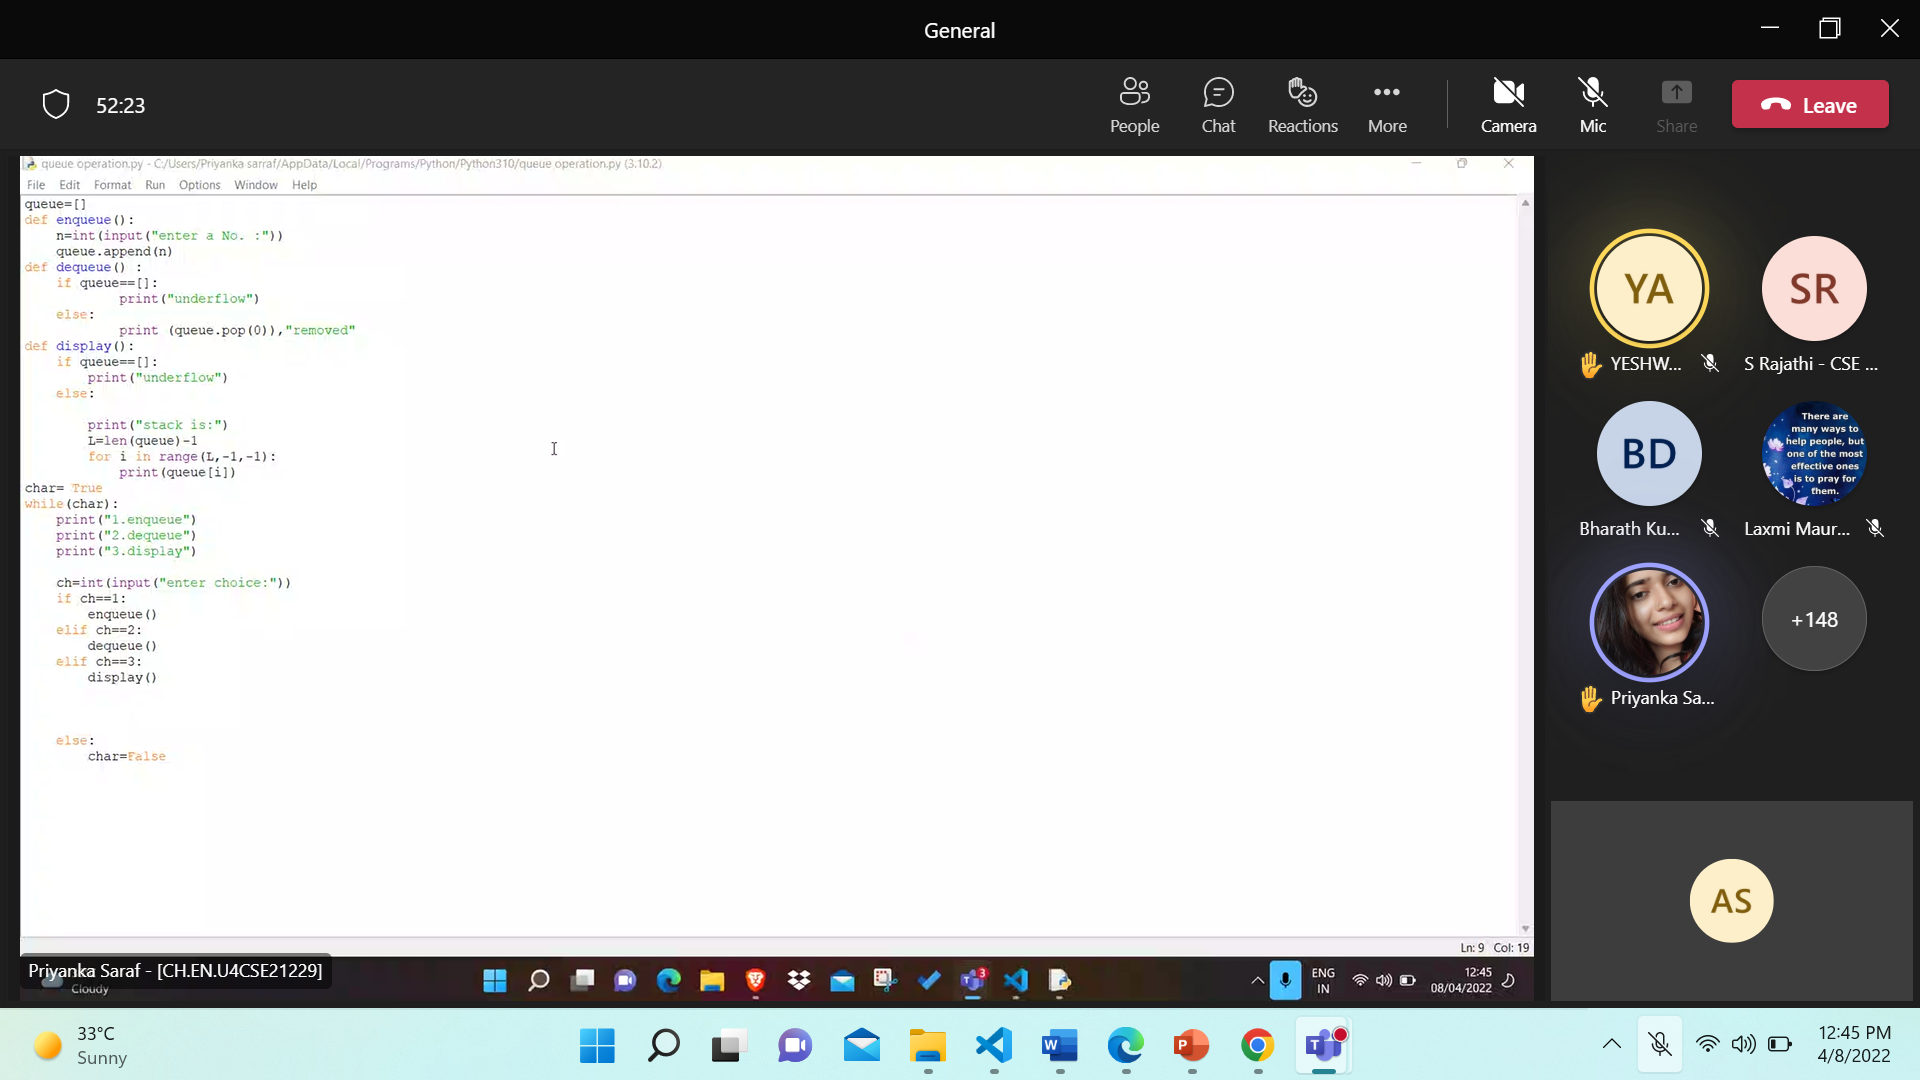 General
52:23
People
Chat
Reactions
More
Camera
Mic
Share
Leave
queue operation.py - C:/Users/Priyanka sarraf/AppData/Local/Programs/Python/Python310/queue operation.py (3.10.2)
File Edit Format Run Options Window Help
queue=[]
def enqueue():
    n=int(input("enter a No. :"))
    queue.append(n)
def dequeue() :
    if queue==[]:
            print("underflow")
    else:
            print (queue.pop(0)),"removed"
def display():
    if queue==[]:
        print("underflow")
    else:
        print("stack is:")
        L=len(queue)-1
        for i in range(L,-1,-1):
            print(queue[i])
char= True
while(char):
    print("1.enqueue")
    print("2.dequeue")
    print("3.display")
    ch=int(input("enter choice:"))
    if ch==1:
        enqueue()
    elif ch==2:
        dequeue()
    elif ch==3:
        display()
    else:
        char=False
Ln: 9 Col: 19
YA
YESHW...
SR
S Rajathi - CSE ...
BD
Bharath Ku...
There are
many ways to
help people, but
one of the most
effective ones
is to pray for
them.
Laxmi Maur...
Priyanka Sa...
+148
AS
Priyanka Saraf - [CH.EN.U4CSE21229]
Cloudy
3
ENG
IN
12:45
08/04/2022
33°C
Sunny
12:45 PM
4/8/2022